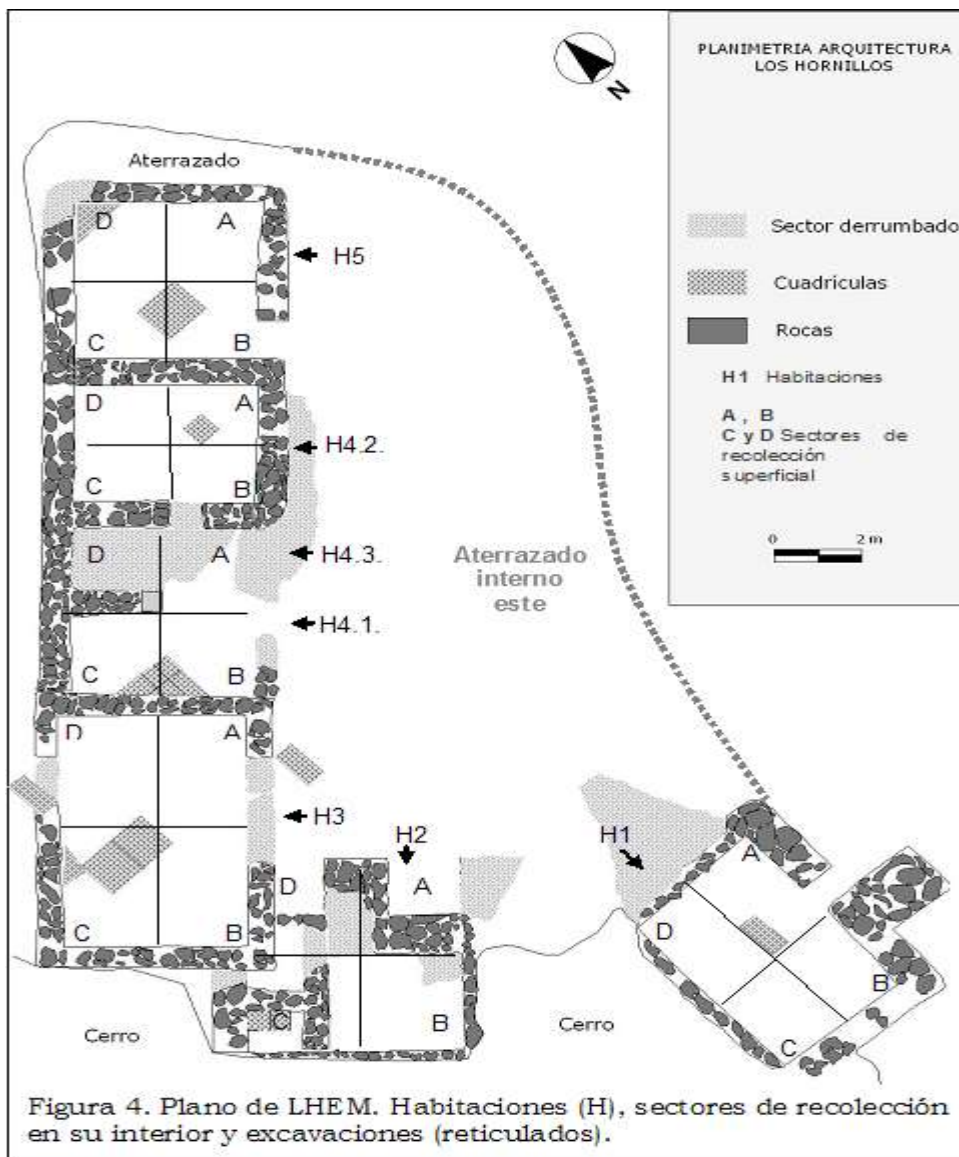 PLANIMETRIA ARQUITECTURA
LOS HORNILLOS
N
Sector derrumbado
Cuadrículas
Rocas
H1 Habitaciones
A , B
C y D Sectores de
recolección
superficial
0 2 m
Aterrazado
D A
H5
C B
D A
H4.2.
C B
D A
H4.3.
Aterrazado
interno
este
H4.1.
C B
D A
H3
H2
H1
D A
A
D
C B
B
C
B
C
Cerro
Cerro
Figura 4. Plano de LHEM. Habitaciones (H), sectores de recolección
en su interior y excavaciones (reticulados).